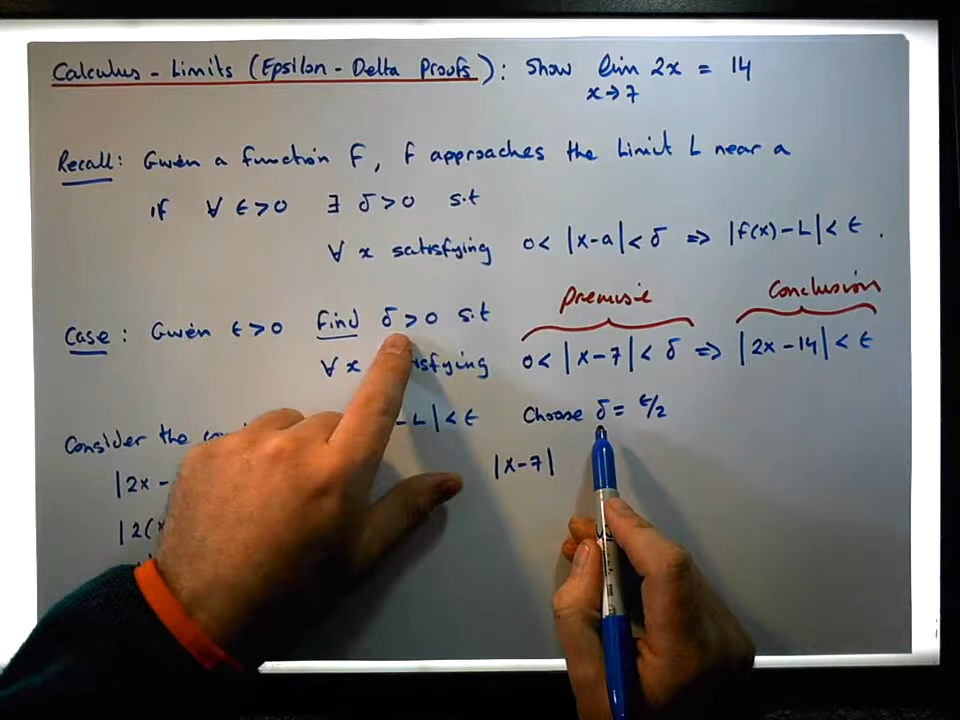 Calculus - Limits (Epsilon - Delta Proofs): Show lim 2x = 14
x→7
Recall: Given a function F, f approaches the limit L near a
if ∀ ε>0 ∃ δ>0 s.t
∀ x satisfying 0< |x-a|< δ => |f(x)-L|< ε.
Premise Conclusion
Case: Given ε>0 Find δ>0 s.t
∀ x 0< |x-7|< δ => |2x-14|< ε
Consider the - L|< ε Choose δ= ε/2
|2x - |x-7|
|2(